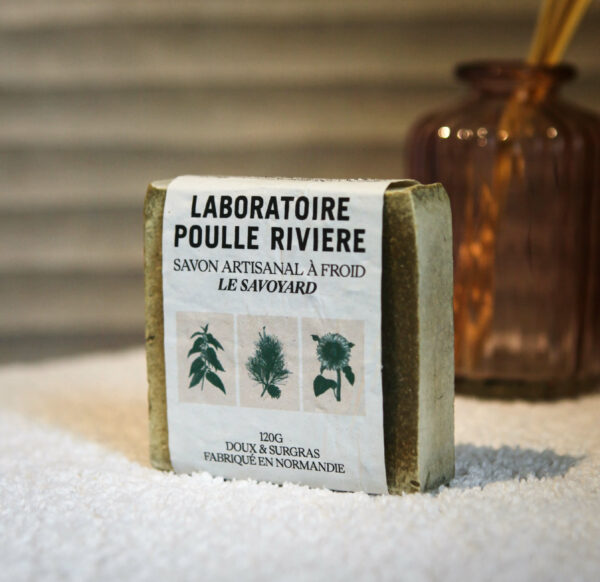 LABORATOIRE
POULLE RIVIERE
SAVON ARTISANAL À FROID
LE SAVOYARD
120G
DOUX & SURGRAS
FABRIQUÉ EN NORMANDIE